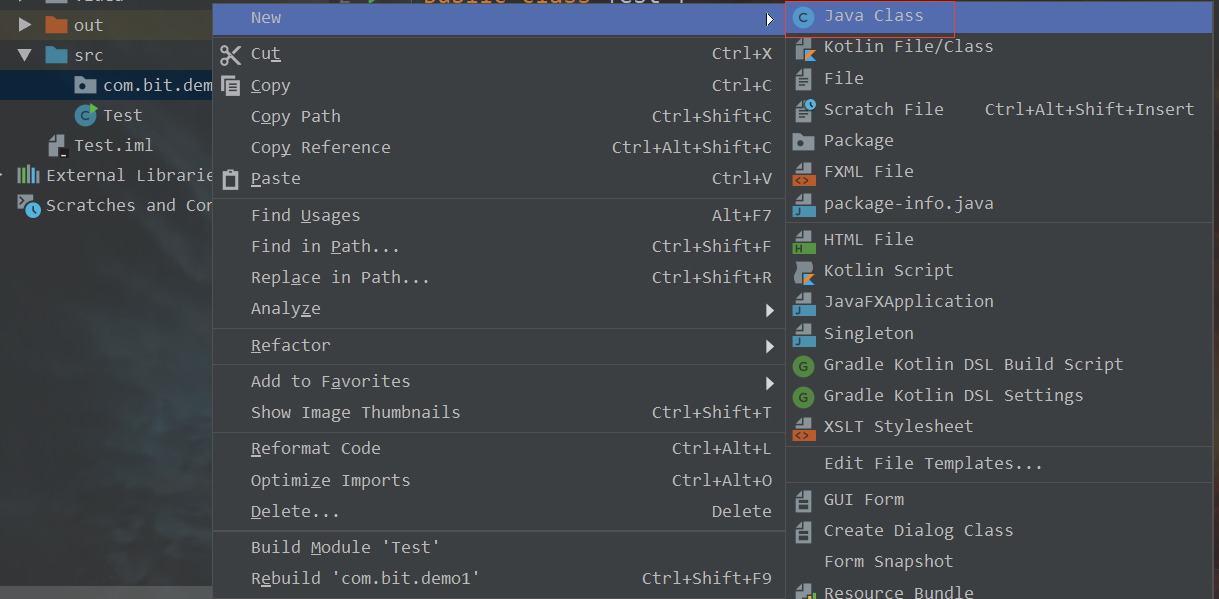 out
src
com.bit.dem
Test
Test.iml
External Librarie
Scratches and Cor
New
Cut Ctrl+X
Copy Ctrl+C
Copy Path Ctrl+Shift+C
Copy Reference Ctrl+Alt+Shift+C
Paste Ctrl+V
Find Usages Alt+F7
Find in Path... Ctrl+Shift+F
Replace in Path... Ctrl+Shift+R
Analyze
Refactor
Add to Favorites
Show Image Thumbnails Ctrl+Shift+T
Reformat Code Ctrl+Alt+L
Optimize Imports Ctrl+Alt+O
Delete... Delete
Build Module 'Test'
Rebuild 'com.bit.demo1' Ctrl+Shift+F9
Java Class
Kotlin File/Class
File
Scratch File Ctrl+Alt+Shift+Insert
Package
FXML File
package-info.java
HTML File
Kotlin Script
JavaFXApplication
Singleton
Gradle Kotlin DSL Build Script
Gradle Kotlin DSL Settings
XSLT Stylesheet
Edit File Templates...
GUI Form
Create Dialog Class
Form Snapshot
Resource Bundle